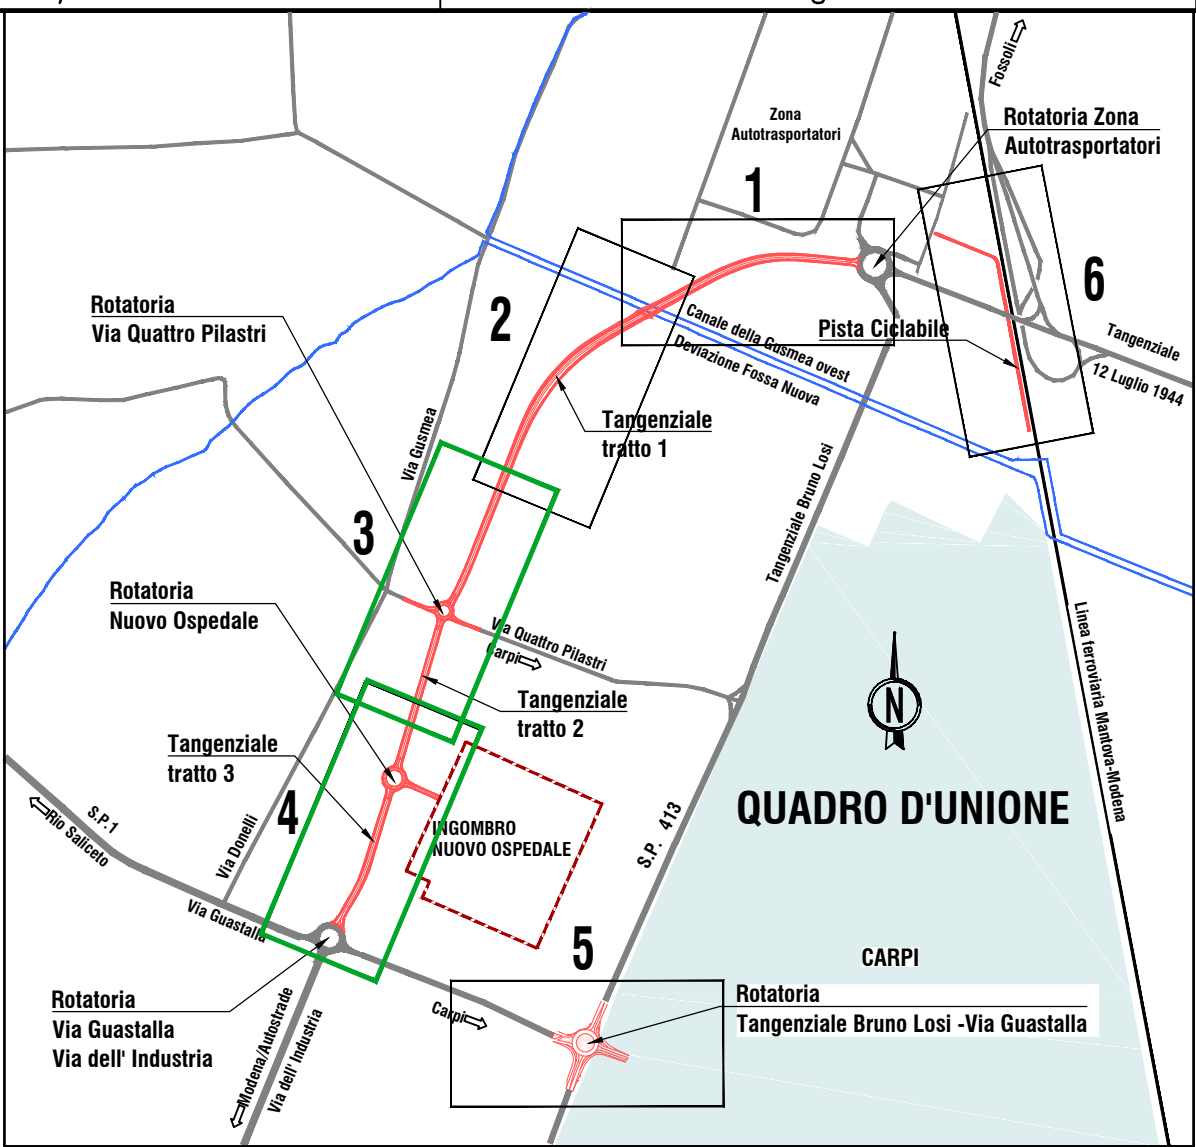 Fossoli
Zona
Autotrasportatori
Rotatoria Zona
Autotrasportatori
1
2
6
Rotatoria
Via Quattro Pilastri
Canale della Gusmea ovest
Deviazione Fossa Nuova
Pista Ciclabile
Tangenziale
12 Luglio 1944
Tangenziale
tratto 1
Via Gusmea
Tangenziale Bruno Losi
3
Rotatoria
Nuovo Ospedale
Via Quattro Pilastri
Carpi
Linea ferroviaria Mantova-Modena
N
Tangenziale
tratto 2
Tangenziale
tratto 3
4
S.P.1
Rio Saliceto
Via Donelli
INGOMBRO
NUOVO OSPEDALE
S.P. 413
QUADRO D'UNIONE
Via Guastalla
5
CARPI
Rotatoria
Via Guastalla
Via dell' Industria
Modena/Autostrade
Via dell' Industria
Carpi
Rotatoria
Tangenziale Bruno Losi -Via Guastalla